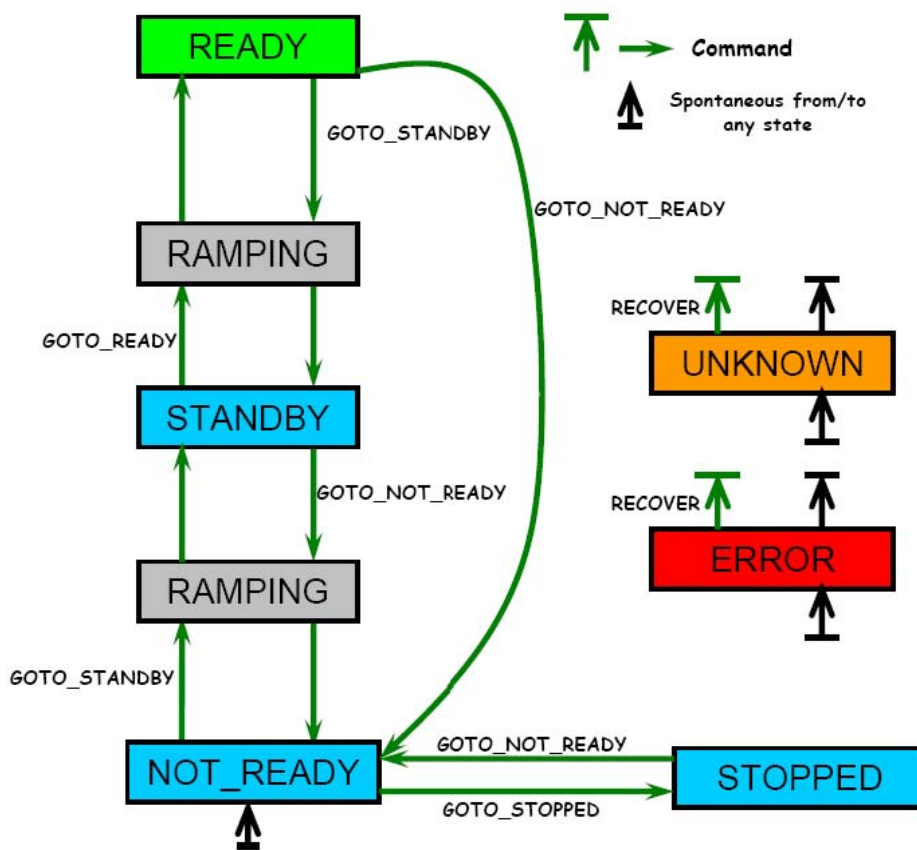 READY
Command
Spontaneous from/to
any state
GOTO_STANDBY
GOTO_NOT_READY
RAMPING
RECOVER
GOTO_READY
UNKNOWN
STANDBY
GOTO_NOT_READY
RECOVER
ERROR
RAMPING
GOTO_STANDBY
GOTO_NOT_READY
NOT_READY
STOPPED
GOTO_STOPPED